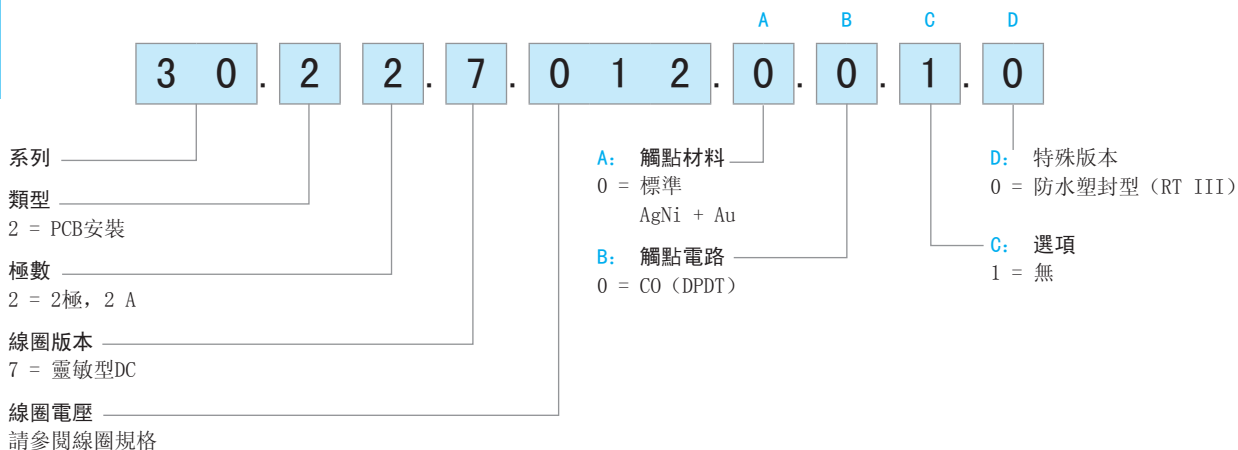 A B C D
3 0 . 2 2 . 7 . 0 1 2 . 0 . 0 . 1 . 0
系列
類型
2 = PCB安裝
極數
2 = 2極，2 A
線圈版本
7 = 靈敏型DC
線圈電壓
請參閱線圈規格
A: 觸點材料
0 = 標準
AgNi + Au
B: 觸點電路
0 = CO（DPDT）
D: 特殊版本
0 = 防水塑封型（RT III）
C: 選項
1 = 無